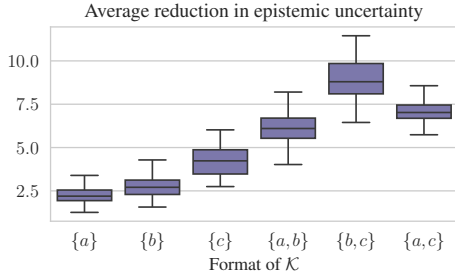 Average reduction in epistemic uncertainty
10.0
7.5
5.0
2.5
{a} {b} {c} {a, b} {b, c} {a, c}
Format of 𝒦